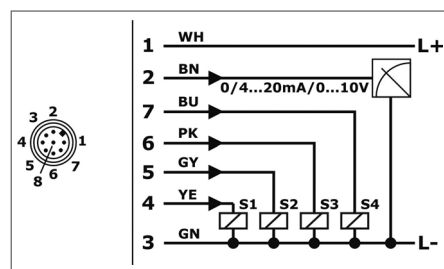 1 WH L+
2 BN
0/4...20mA/0...10V
7 BU
6 PK
5 GY
4 YE S1 S2 S3 S4
3 GN L-
3 2
4 1
5 6 7
8